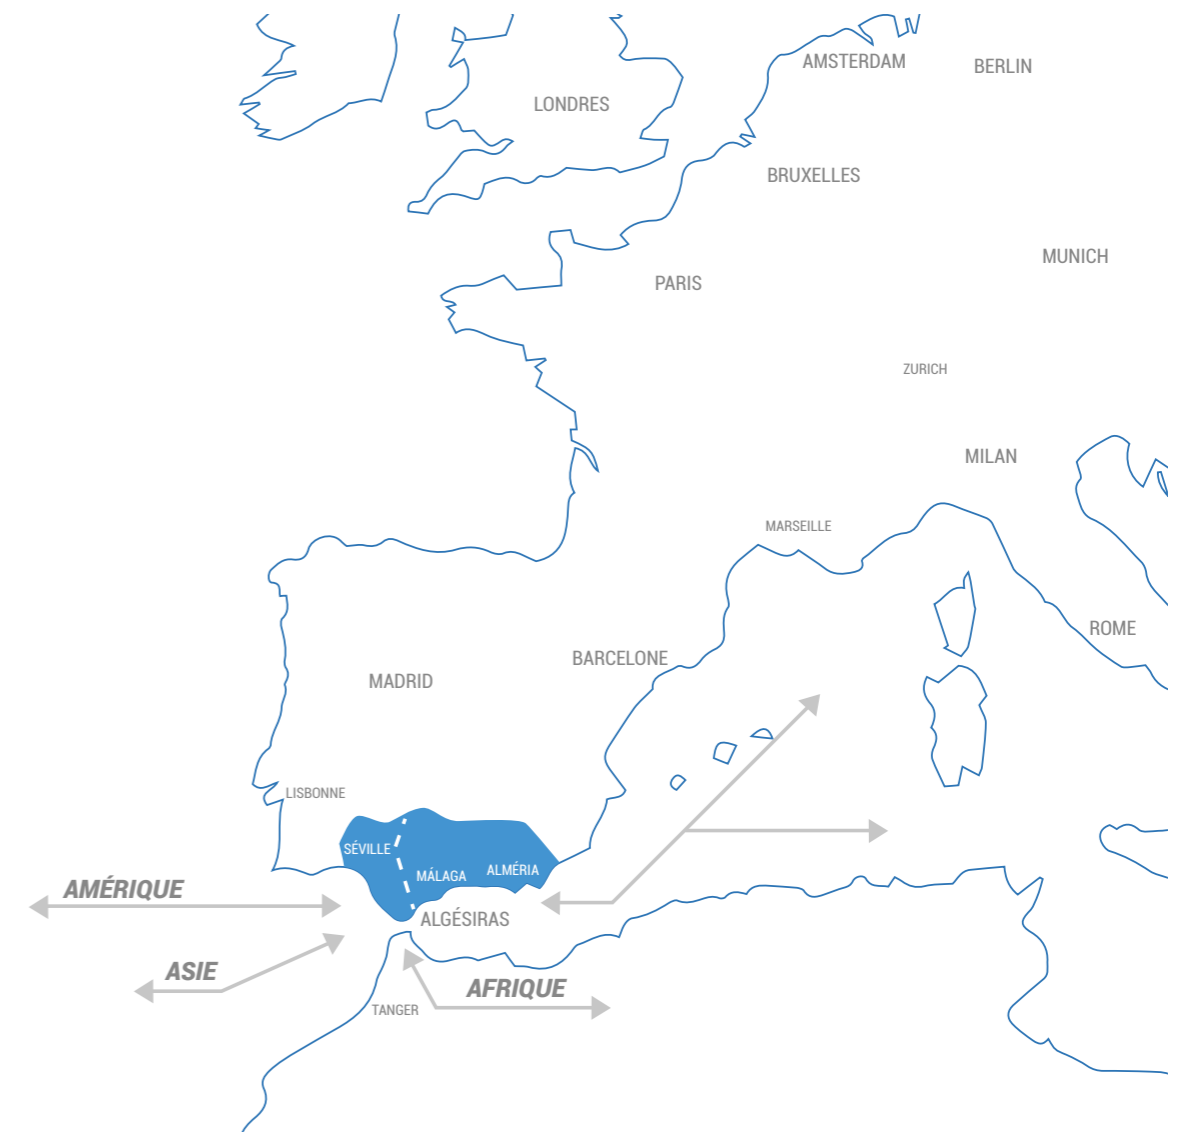 AMSTERDAM
BERLIN
LONDRES
BRUXELLES
MUNICH
PARIS
ZURICH
MILAN
MARSEILLE
ROME
BARCELONE
MADRID
LISBONNE
SÉVILLE
MÁLAGA
ALMÉRIA
AMÉRIQUE
ALGÉSIRAS
ASIE
AFRIQUE
TANGER